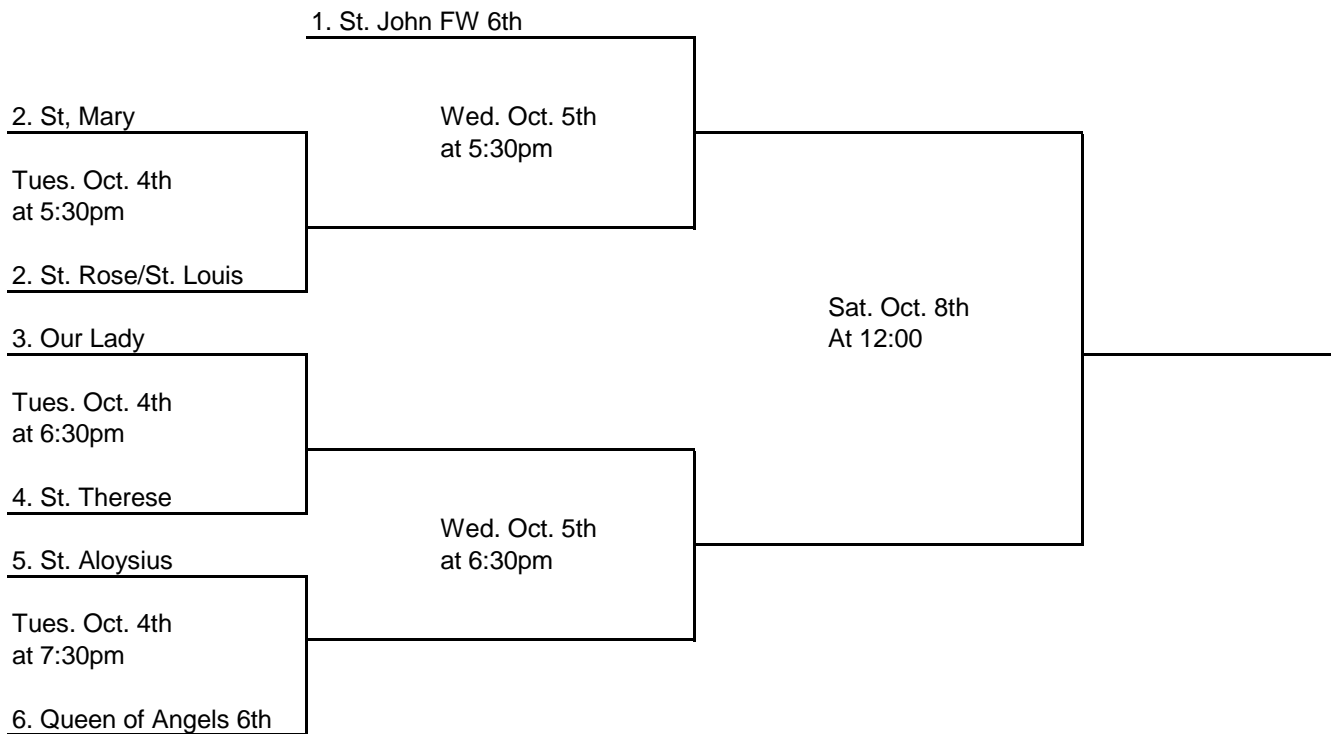 1. St. John FW 6th
2. St, Mary
Wed. Oct. 5th
at 5:30pm
Tues. Oct. 4th
at 5:30pm
2. St. Rose/St. Louis
Sat. Oct. 8th
At 12:00
3. Our Lady
Tues. Oct. 4th
at 6:30pm
4. St. Therese
Wed. Oct. 5th
at 6:30pm
5. St. Aloysius
Tues. Oct. 4th
at 7:30pm
6. Queen of Angels 6th